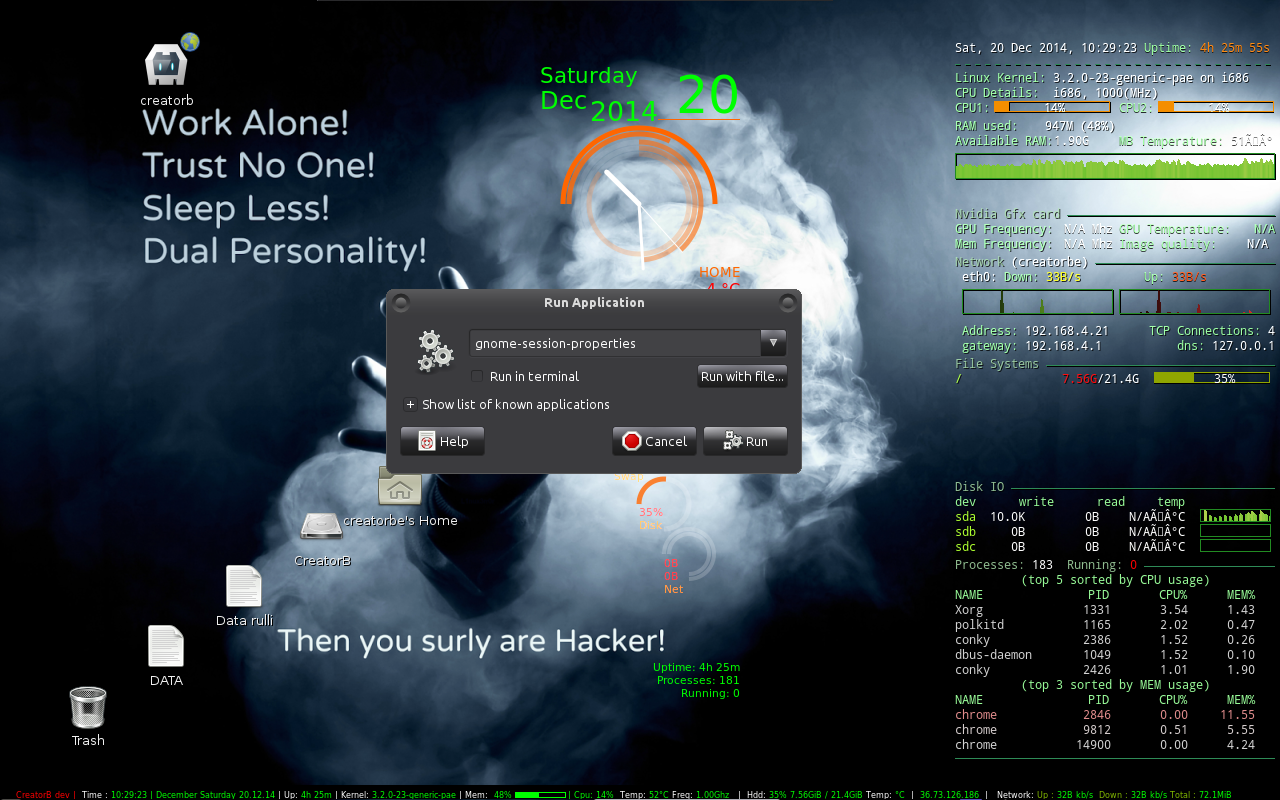 creatorb
Work Alone!
Trust No One!
Sleep Less!
Dual Personality!
Saturday
Dec 2014 20
HOME
Run Application
gnome-session-properties
Run in terminal
Run with file...
Show list of known applications
Help
Cancel
Run
creatorbe's Home
CreatorB
Data rulli
DATA
Trash
35%
Disk
0B
0B
Net
Then you surly are Hacker!
Uptime: 4h 25m
Processes: 181
Running: 0
Sat, 20 Dec 2014, 10:29:23 Uptime: 4h 25m 55s
Linux Kernel: 3.2.0-23-generic-pae on i686
CPU Details: i686, 1000(MHz)
CPU1: 14% CPU2: 14%
RAM used: 947M (48%)
Available RAM:1.90G MB Temperature: 51Ã
Nvidia Gfx card
GPU Frequency: N/A Mhz GPU Temperature: N/A
Mem Frequency: N/A Mhz Image quality: N/A
Network (creatorbe)
eth0: Down: 33B/s Up: 33B/s
Address: 192.168.4.21 TCP Connections: 4
gateway: 192.168.4.1 dns: 127.0.0.1
File Systems
/ 7.56G/21.4G 35%
Disk IO
dev write read temp
sda 10.0K 0B N/A
sdb 0B 0B N/A
sdc 0B 0B N/A
Processes: 183 Running: 0
(top 5 sorted by CPU usage)
NAME PID CPU% MEM%
Xorg 1331 3.54 1.43
polkitd 1165 2.02 0.47
conky 2386 1.52 0.26
dbus-daemon 1049 1.52 0.10
conky 2426 1.01 1.90
(top 3 sorted by MEM usage)
NAME PID CPU% MEM%
chrome 2846 0.00 11.55
chrome 9812 0.51 5.55
chrome 14900 0.00 4.24
CreatorB dev | Time : 10:29:23 | December Saturday 20.12.14 | Up: 4h 25m | Kernel: 3.2.0-23-generic-pae | Mem: 48% | Cpu: 14% Temp: 52°C Freq: 1.00Ghz | Hdd: 35% 7.56GiB / 21.4GiB Temp: °C | 36.73.126.186 | Network: Up : 32B kb/s Down : 32B kb/s Total : 72.1MiB